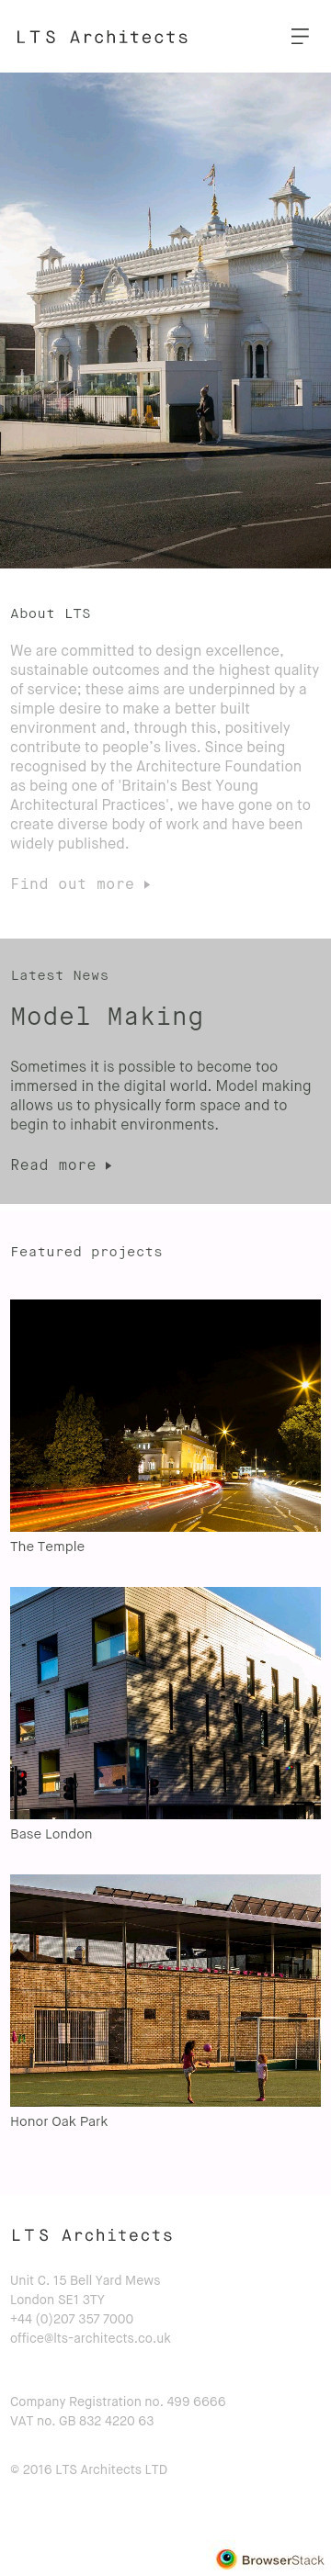 LTS Architects
About LTS
We are committed to design excellence,
sustainable outcomes and the highest quality
of service; these aims are underpinned by a
simple desire to make a better built
environment and, through this, positively
contribute to people's lives. Since being
recognised by the Architecture Foundation
as being one of 'Britain's Best Young
Architectural Practices', we have gone on to
create diverse body of work and have been
widely published.
Find out more
Latest News
Model Making
Sometimes it is possible to become too
immersed in the digital world. Model making
allows us to physically form space and to
begin to inhabit environments.
Read more
Featured projects
The Temple
Base London
Honor Oak Park
LTS Architects
Unit C. 15 Bell Yard Mews
London SE1 3TY
+44 (0)207 357 7000
office@lts-architects.co.uk
Company Registration no. 499 6666
VAT no. GB 832 4220 63
© 2016 LTS Architects LTD
BrowserStack